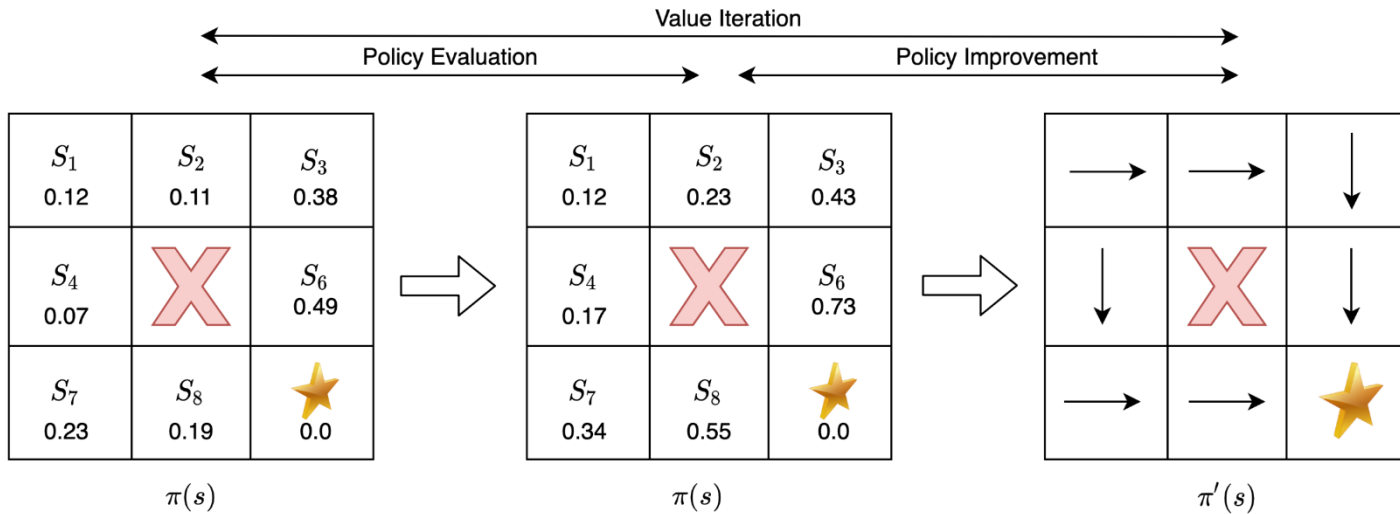 Value Iteration
Policy Evaluation
Policy Improvement
S₁ S₂ S₃
0.12 0.11 0.38
S₄ X S₆
0.07 0.49
S₇ S₈
0.23 0.19 0.0
π(s)
S₁ S₂ S₃
0.12 0.23 0.43
S₄ X S₆
0.17 0.73
S₇ S₈
0.34 0.55 0.0
π(s)
X
π′(s)